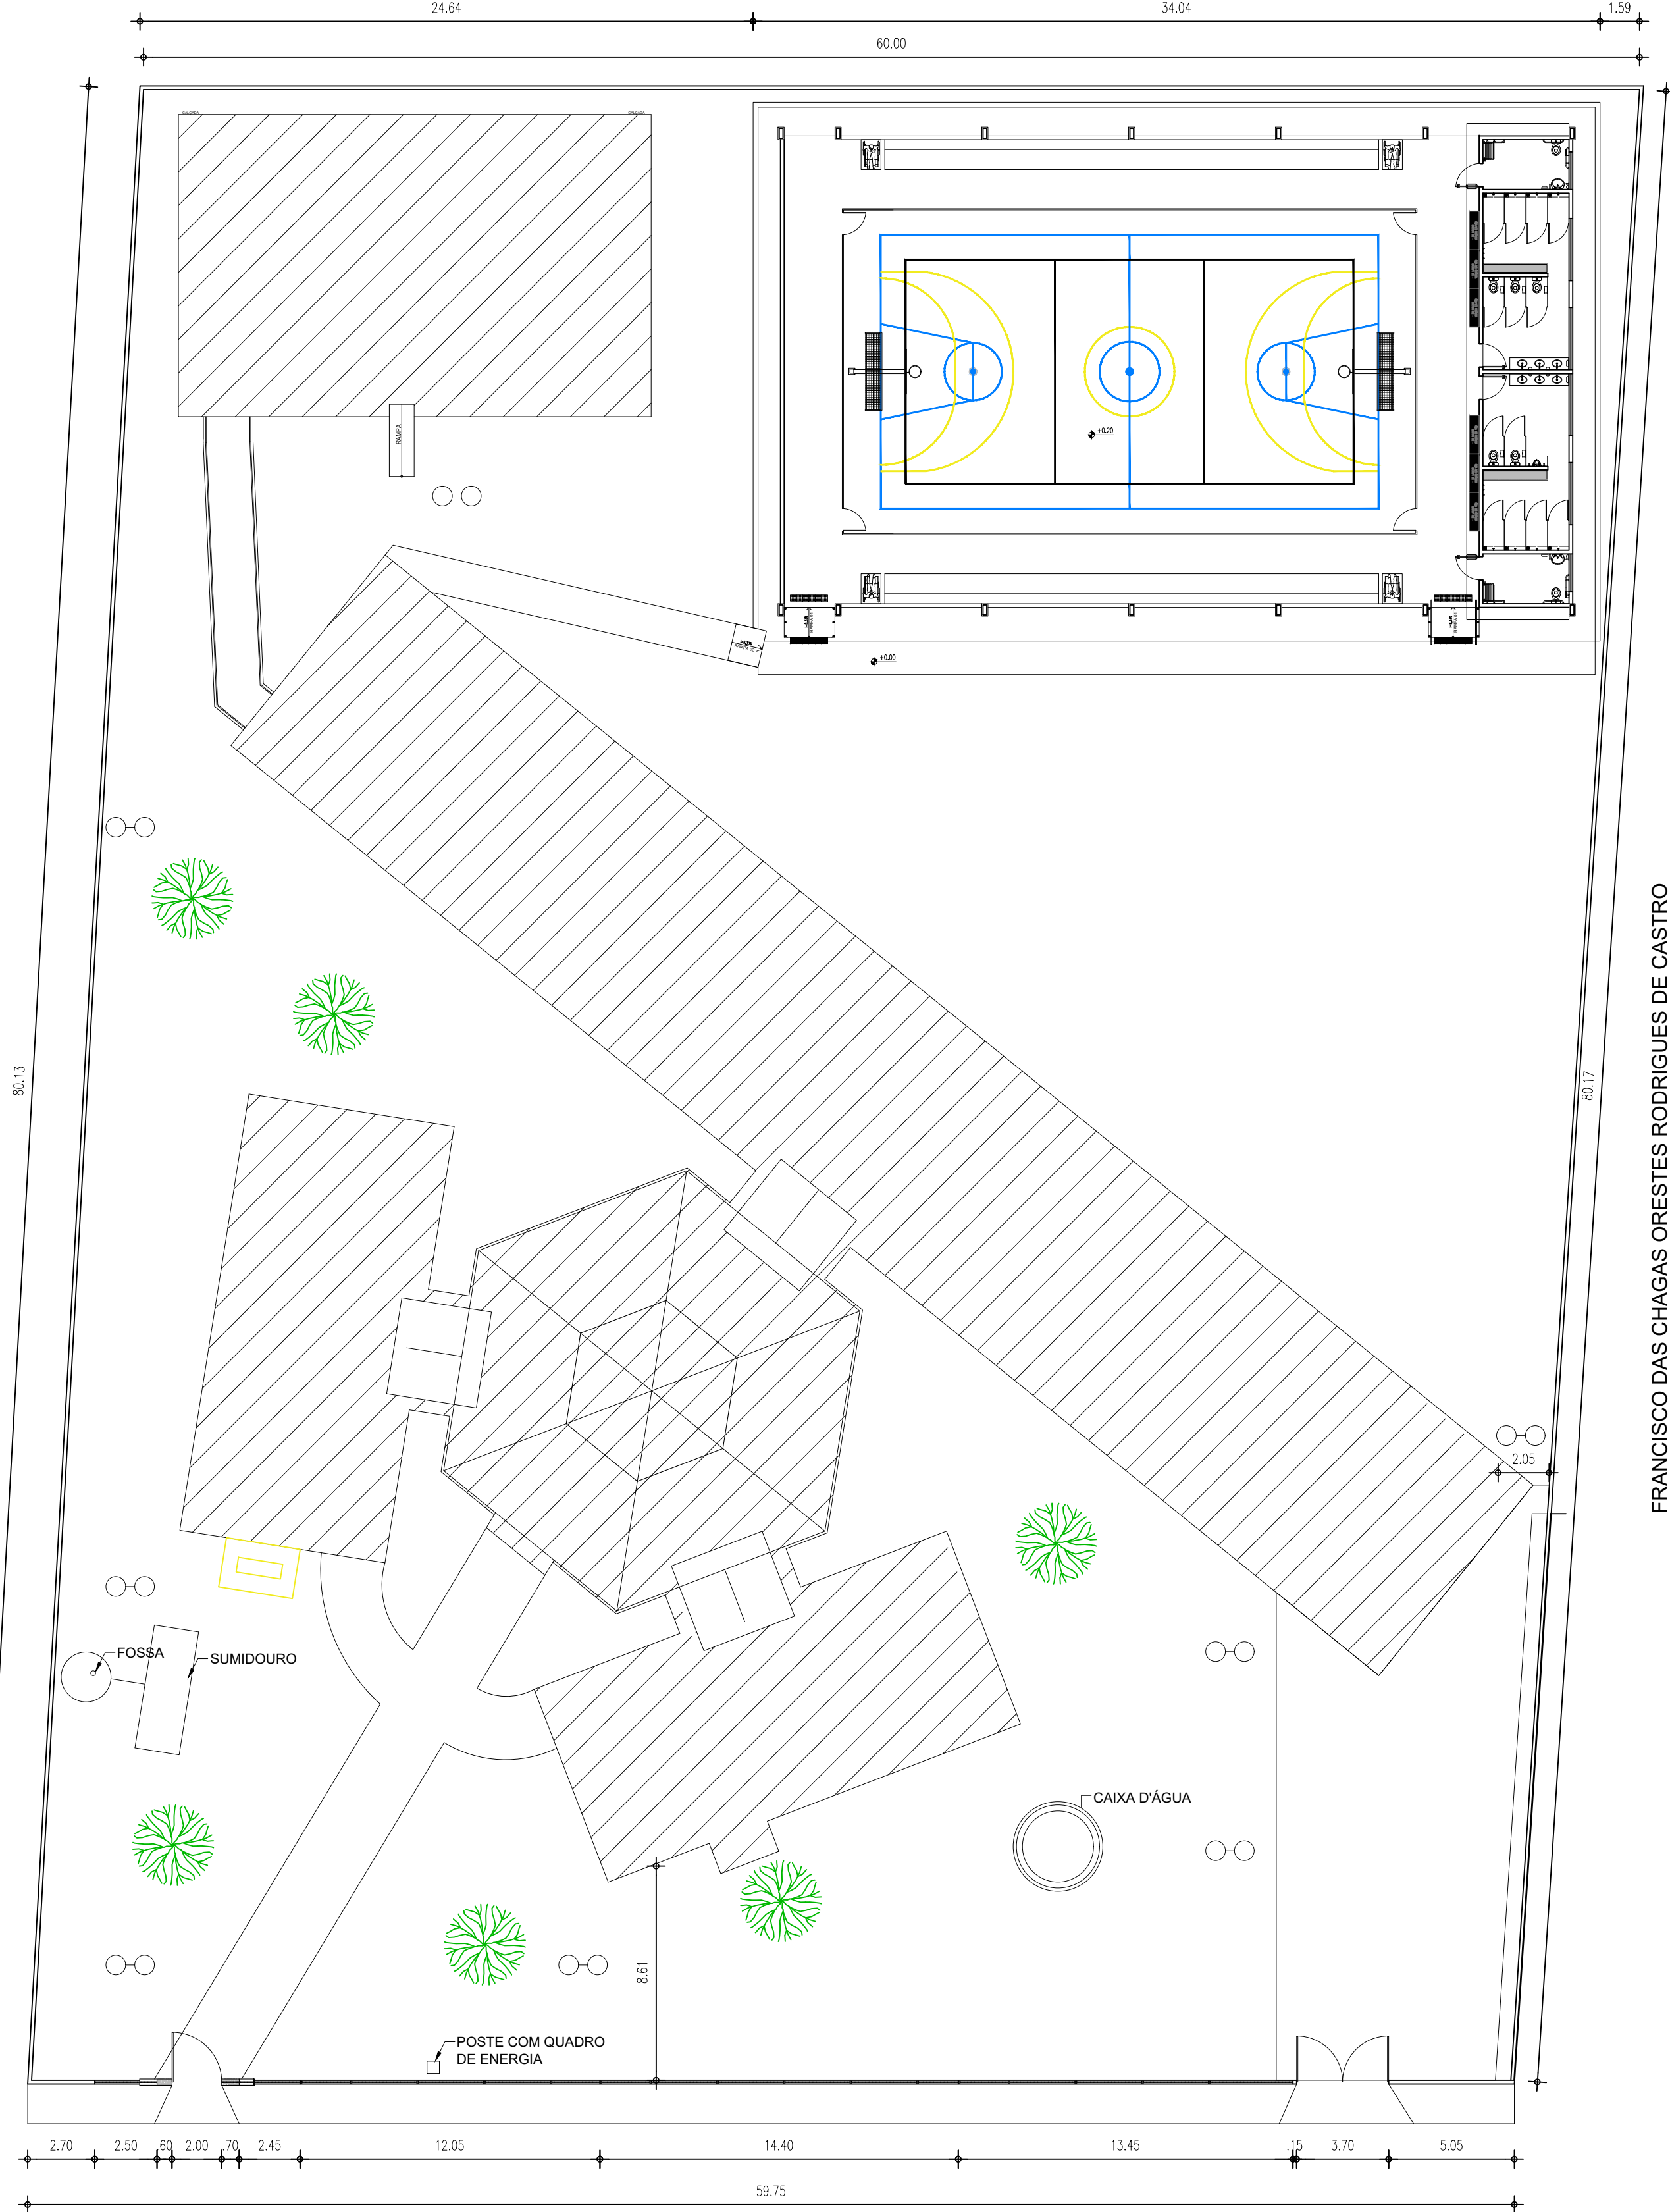 24.64
34.04
1.59
60.00
CALÇADA
CALÇADA
RAMPA
+0.20
+0.00
80.13
80.17
FRANCISCO DAS CHAGAS ORESTES RODRIGUES DE CASTRO
2.05
FOSSA
SUMIDOURO
CAIXA D'ÁGUA
8.61
POSTE COM QUADRO
DE ENERGIA
2.70
2.50
.60
2.00
.70
2.45
12.05
14.40
13.45
.15
3.70
5.05
59.75